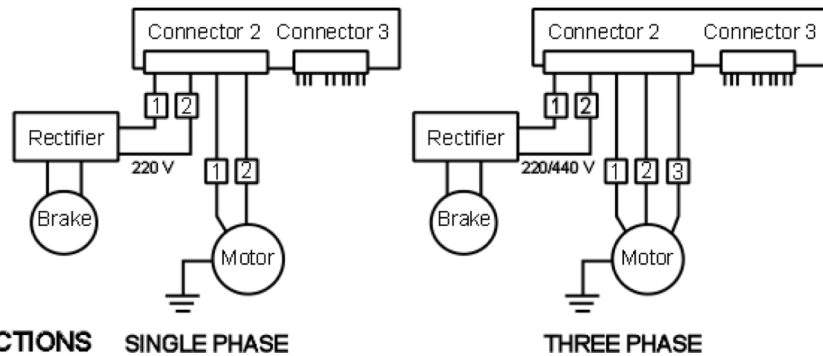 Connector 2 Connector 3
1 2
Rectifier
220 V
1 2
Brake
Motor
SINGLE PHASE
Connector 2 Connector 3
1 2
Rectifier
220/440 V
1 2 3
Brake
Motor
THREE PHASE